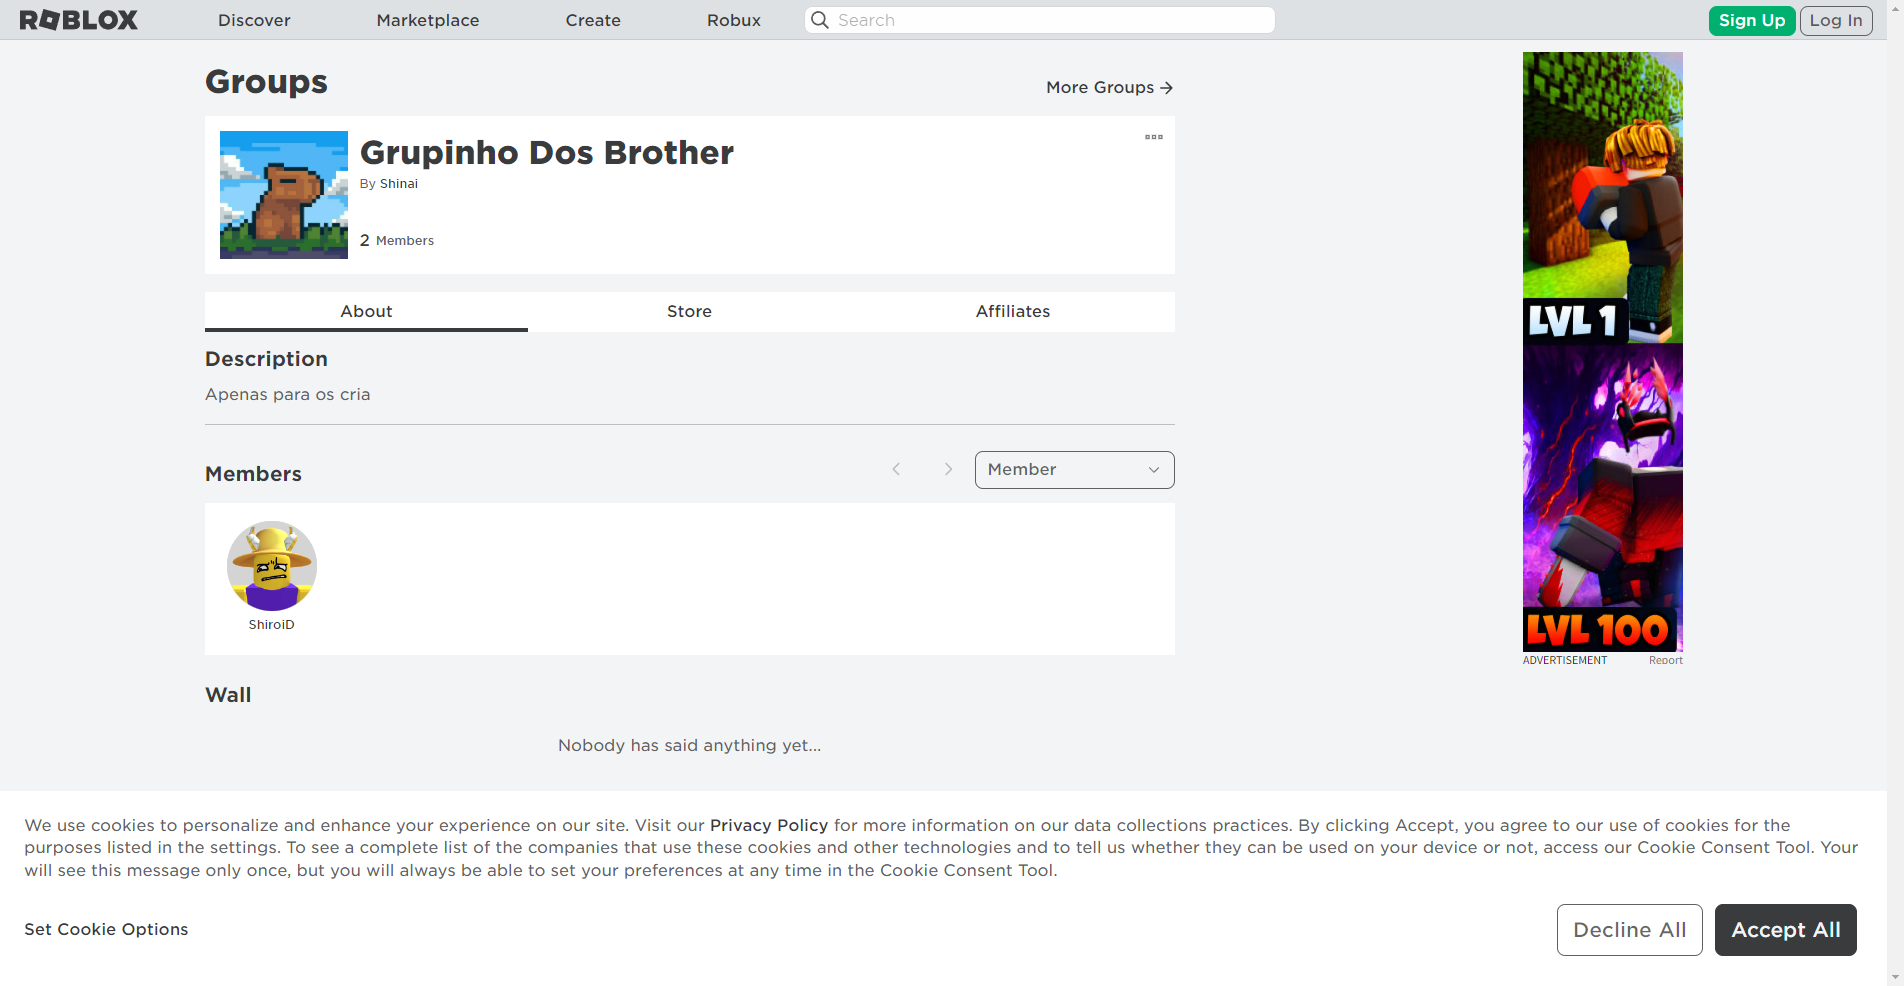 ROBLOX
Discover
Marketplace
Create
Robux
Search
Sign Up
Log In
Groups
More Groups
Grupinho Dos Brother
By Shinai
2 Members
About
Store
Affiliates
Description
Apenas para os cria
Members
Member
ShiroiD
Wall
Nobody has said anything yet...
LVL 1
LVL 100
ADVERTISEMENT
Report
We use cookies to personalize and enhance your experience on our site. Visit our Privacy Policy for more information on our data collections practices. By clicking Accept, you agree to our use of cookies for the
purposes listed in the settings. To see a complete list of the companies that use these cookies and other technologies and to tell us whether they can be used on your device or not, access our Cookie Consent Tool. Your
will see this message only once, but you will always be able to set your preferences at any time in the Cookie Consent Tool.
Set Cookie Options
Decline All
Accept All